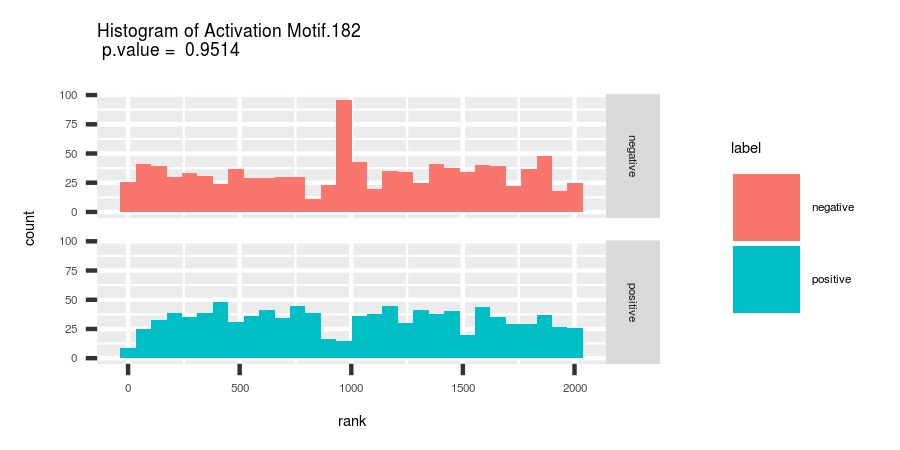 Histogram of Activation Motif.182
p.value = 0.9514
100
75
50
25
0
negative
100
75
50
25
0
positive
0 500 1000 1500 2000
rank
count
label
negative
positive